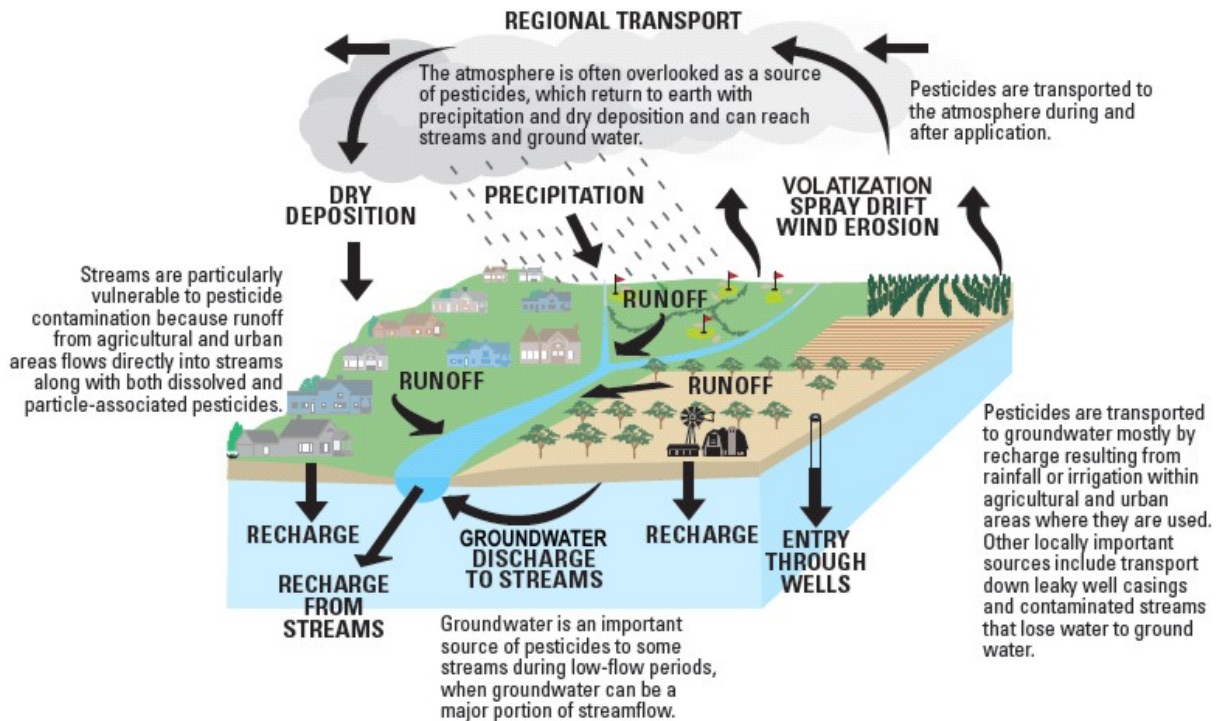 REGIONAL TRANSPORT
The atmosphere is often overlooked as a source
of pesticides, which return to earth with
precipitation and dry deposition and can reach
streams and ground water.
Pesticides are transported to
the atmosphere during and
after application.
DRY
DEPOSITION
PRECIPITATION
VOLATIZATION
SPRAY DRIFT
WIND EROSION
Streams are particularly
vulnerable to pesticide
contamination because runoff
from agricultural and urban
areas flows directly into streams
along with both dissolved and
particle-associated pesticides.
RUNOFF
RUNOFF
RUNOFF
Pesticides are transported
to groundwater mostly by
recharge resulting from
rainfall or irrigation within
agricultural and urban
areas where they are used.
Other locally important
sources include transport
down leaky well casings
and contaminated streams
that lose water to ground
water.
RECHARGE
RECHARGE
FROM
STREAMS
GROUNDWATER
DISCHARGE
TO STREAMS
RECHARGE
ENTRY
THROUGH
WELLS
Groundwater is an important
source of pesticides to some
streams during low-flow periods,
when groundwater can be a
major portion of streamflow.